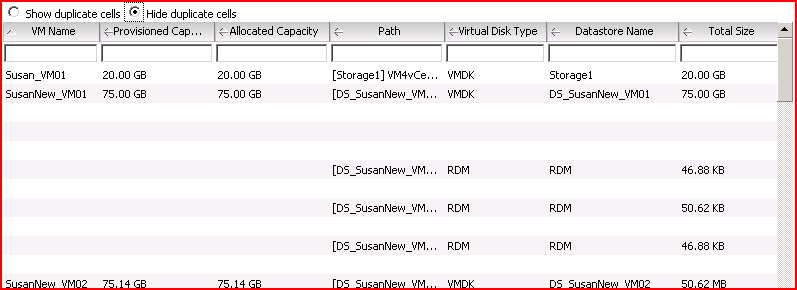 Show duplicate cells Hide duplicate cells
VM Name Provisioned Cap... Allocated Capacity Path Virtual Disk Type Datastore Name Total Size
Susan_VM01 20.00 GB 20.00 GB [Storage1] VM4vCe... VMDK Storage1 20.00 GB
SusanNew_VM01 75.00 GB 75.00 GB [DS_SusanNew_VM... VMDK DS_SusanNew_VM01 75.00 GB
[DS_SusanNew_VM... RDM RDM 46.88 KB
[DS_SusanNew_VM... RDM RDM 50.62 KB
[DS_SusanNew_VM... RDM RDM 46.88 KB
SusanNew_VM02 75.14 GB 75.14 GB [DS_SusanNew_VM... VMDK DS_SusanNew_VM02 50.62 MB